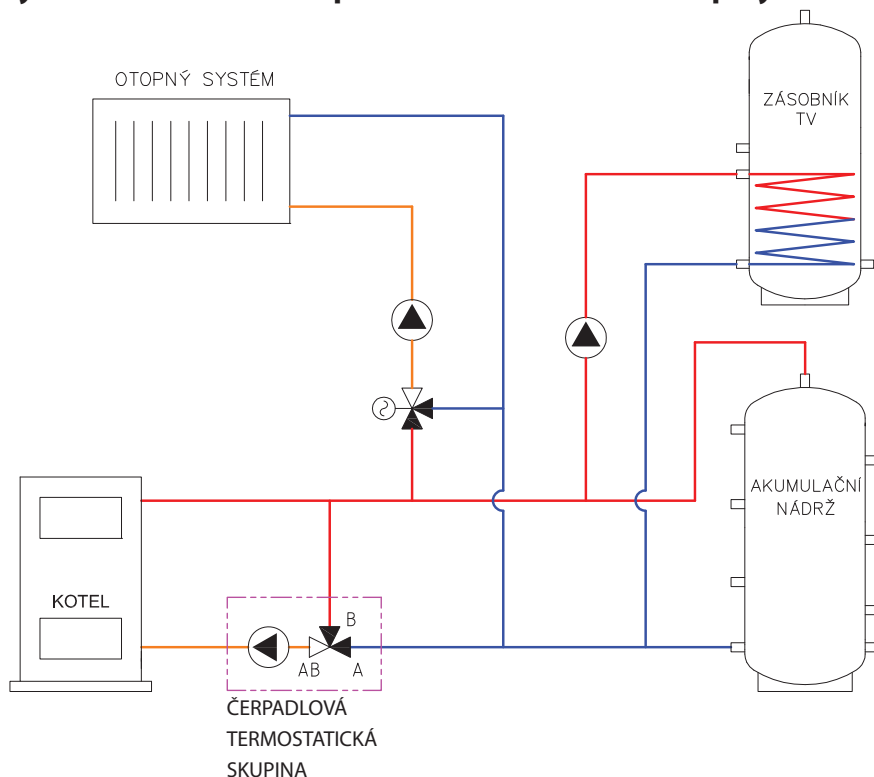 OTOPNÝ SYSTÉM
ZÁSOBNÍK
TV
AKUMULAČNÍ
NÁDRŽ
KOTEL
B
AB
A
ČERPADLOVÁ
TERMOSTATICKÁ
SKUPINA